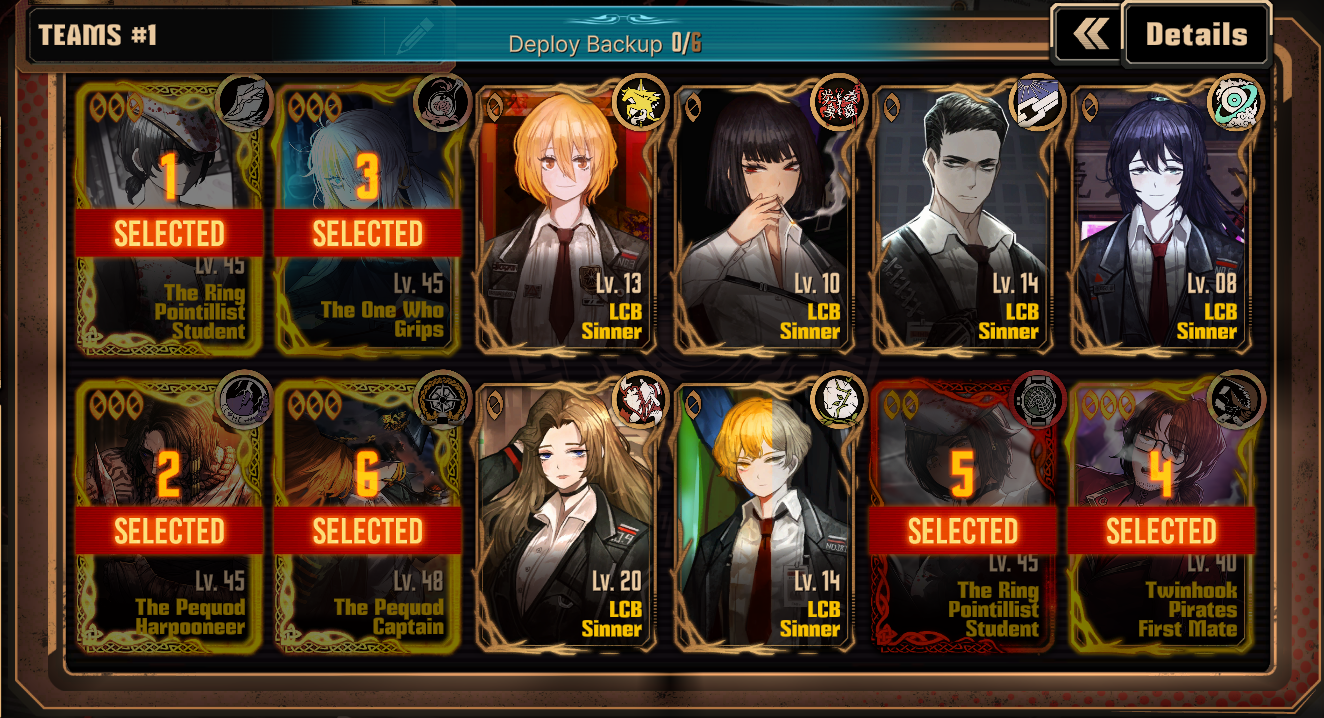 TEAMS #1
Deploy Backup 0/6
Details
1
SELECTED
Lv. 45
The Ring
Pointillist
Student
3
SELECTED
Lv. 45
The One Who
Grips
Lv. 13
LCB
Sinner
Lv. 10
LCB
Sinner
Lv. 14
LCB
Sinner
Lv. 08
LCB
Sinner
2
SELECTED
Lv. 45
The Pequod
Harpooneer
6
SELECTED
Lv. 48
The Pequod
Captain
Lv. 20
LCB
Sinner
Lv. 14
LCB
Sinner
5
SELECTED
Lv. 45
The Ring
Pointillist
Student
4
SELECTED
Lv. 40
Twinhook
Pirates
First Mate